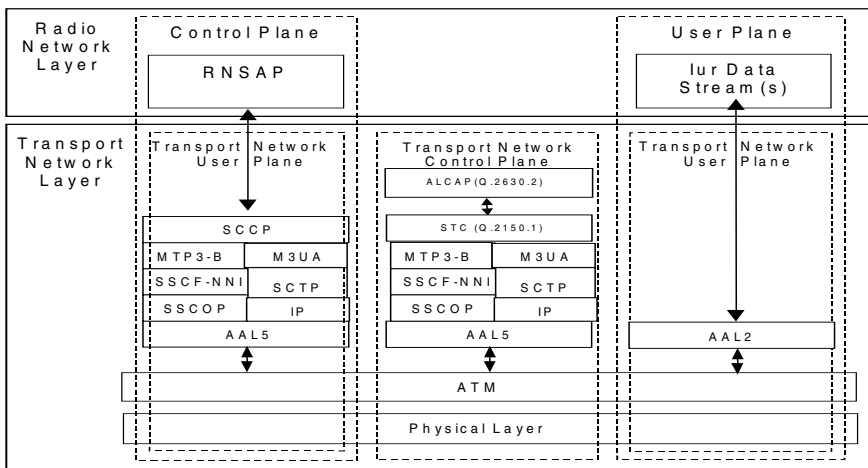 Radio
Network
Layer
Control Plane
User Plane
RNSAP
Iur Data
Stream(s)
Transport
Network
Layer
Transport Network
User Plane
Transport Network
Control Plane
Transport Network
User Plane
ALCAP(Q.2630.2)
SCCP
STC (Q.2150.1)
MTP3-B
M3UA
MTP3-B
M3UA
SSCF-NNI
SCTP
SSCF-NNI
SCTP
SSCOP
IP
SSCOP
IP
AAL5
AAL5
AAL2
ATM
Physical Layer